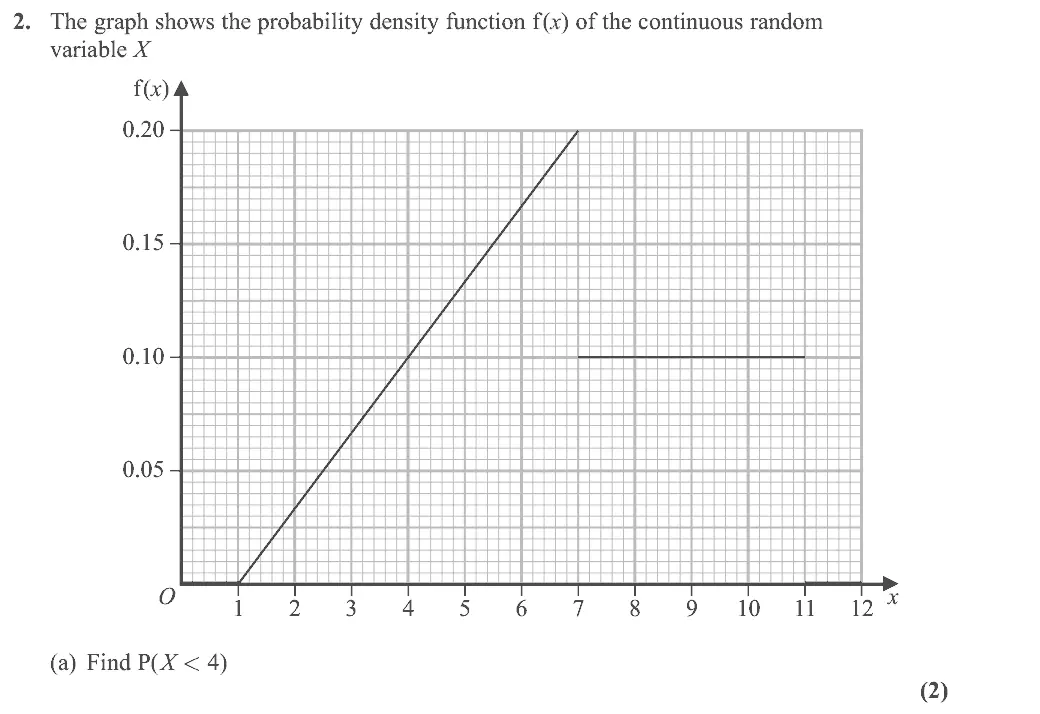 2. The graph shows the probability density function f(x) of the continuous random
variable X
f(x)
0.20
0.15
0.10
0.05
O
1 2 3 4 5 6 7 8 9 10 11 12 x
(a) Find P(X < 4)
(2)